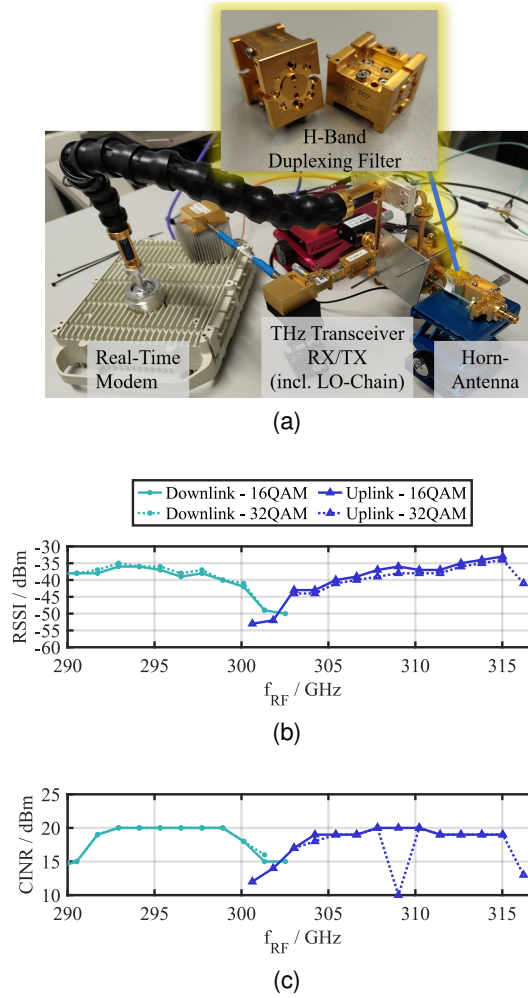 H-Band
Duplexing Filter
Real-Time
Modem
THz Transceiver
RX/TX
(incl. LO-Chain)
Horn-
Antenna
(a)
Downlink - 16QAM
Uplink - 16QAM
Downlink - 32QAM
Uplink - 32QAM
RSSI / dBm
-30
-35
-40
-45
-50
-55
-60
290
295
300
305
310
315
f_RF / GHz
(b)
CINR / dBm
25
20
15
10
290
295
300
305
310
315
f_RF / GHz
(c)